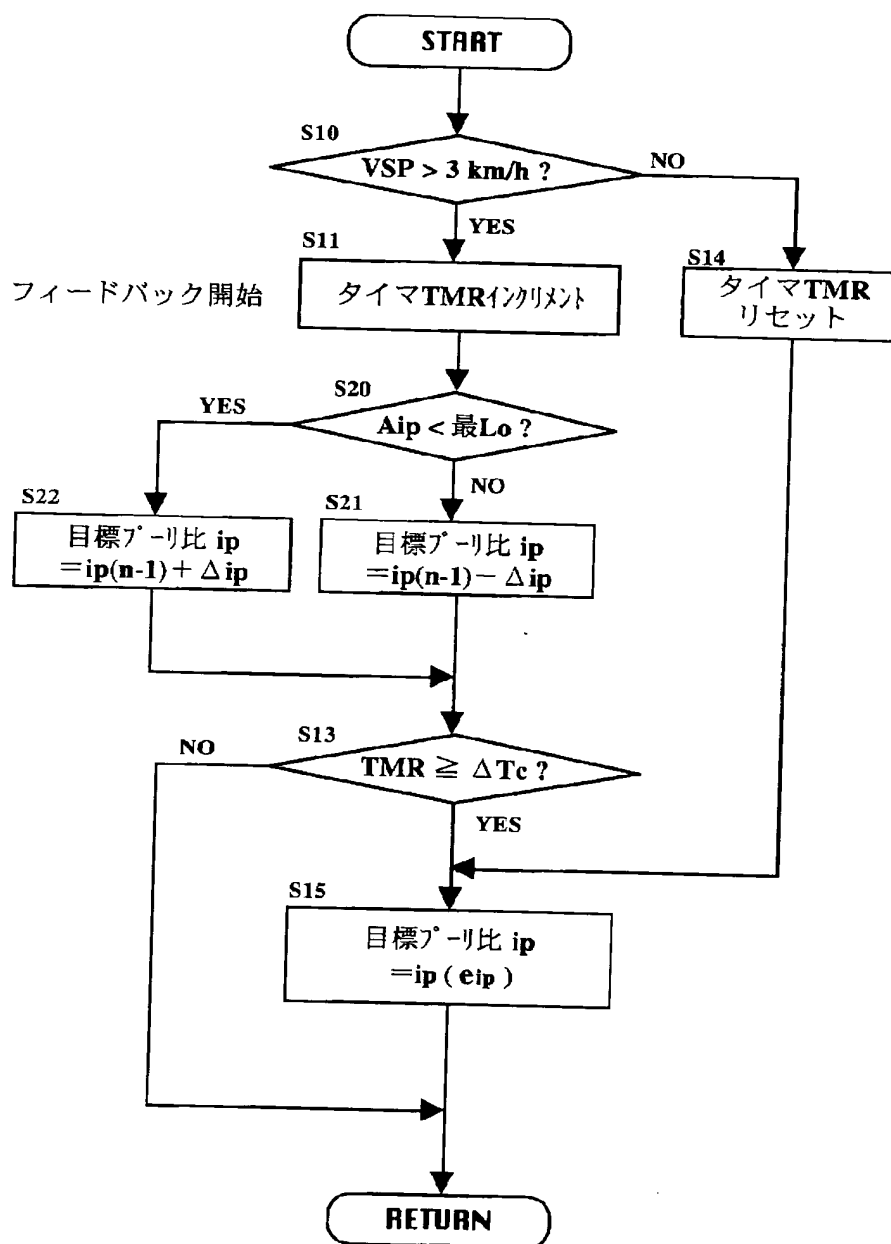 START
S10
VSP > 3 km/h ?
NO
YES
S11
フィードバック開始
タイマTMRインクリメント
S14
タイマTMR
リセット
S20
YES
Aip < 最Lo ?
NO
S22
目標プーリ比 ip
=ip(n-1)+Δip
S21
目標プーリ比 ip
=ip(n-1)−Δip
S13
NO
TMR ≧ ΔTc ?
YES
S15
目標プーリ比 ip
=ip ( eip )
RETURN